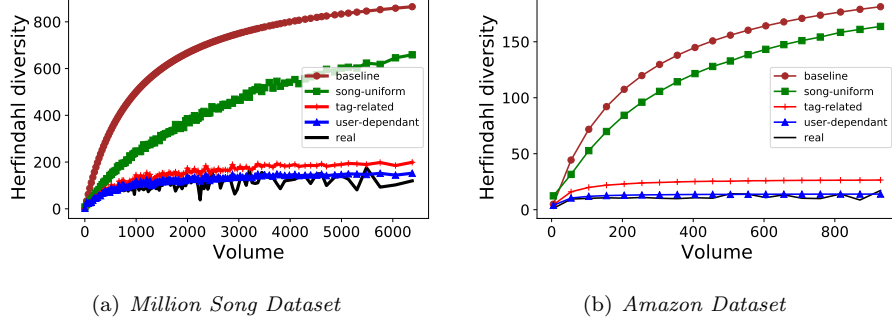 Herfindahl diversity
800
600
400
200
0
baseline
song-uniform
tag-related
user-dependant
real
0 1000 2000 3000 4000 5000 6000
Volume
(a) Million Song Dataset
Herfindahl diversity
150
100
50
0
baseline
song-uniform
tag-related
user-dependant
real
0 200 400 600 800
Volume
(b) Amazon Dataset